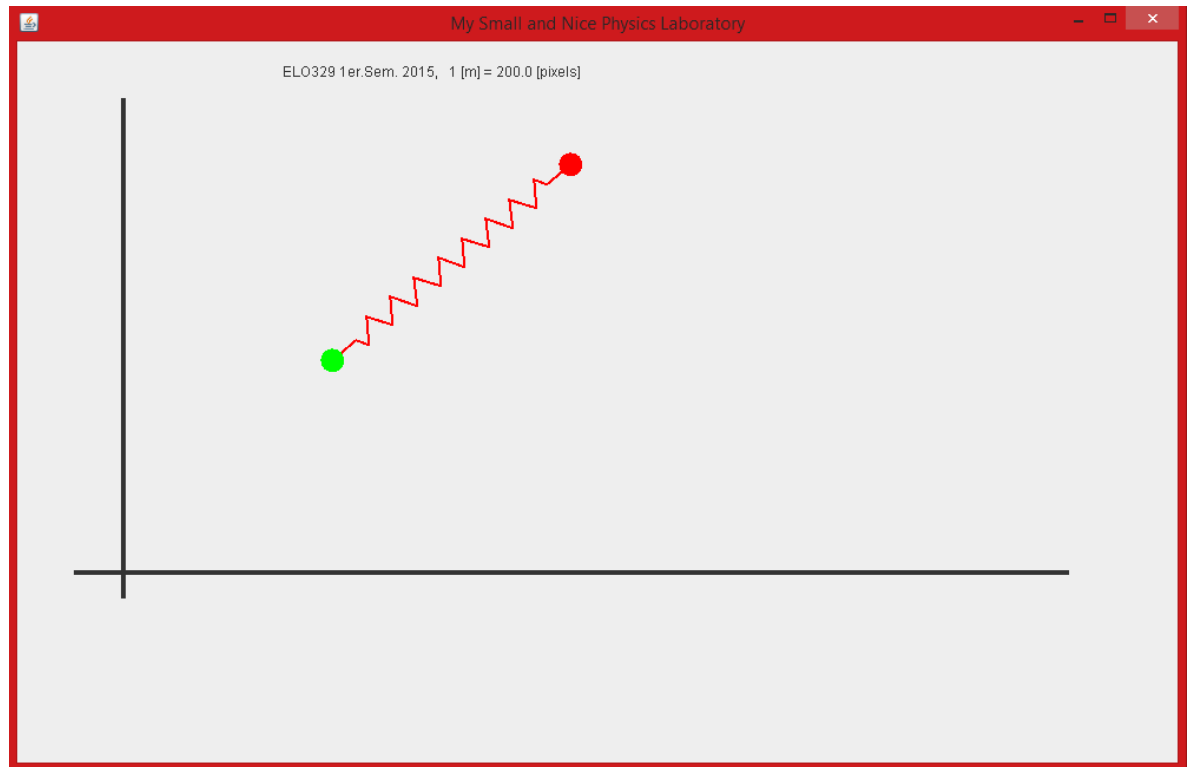 My Small and Nice Physics Laboratory
ELO329 1er.Sem. 2015,  1 [m] = 200.0 [pixels]